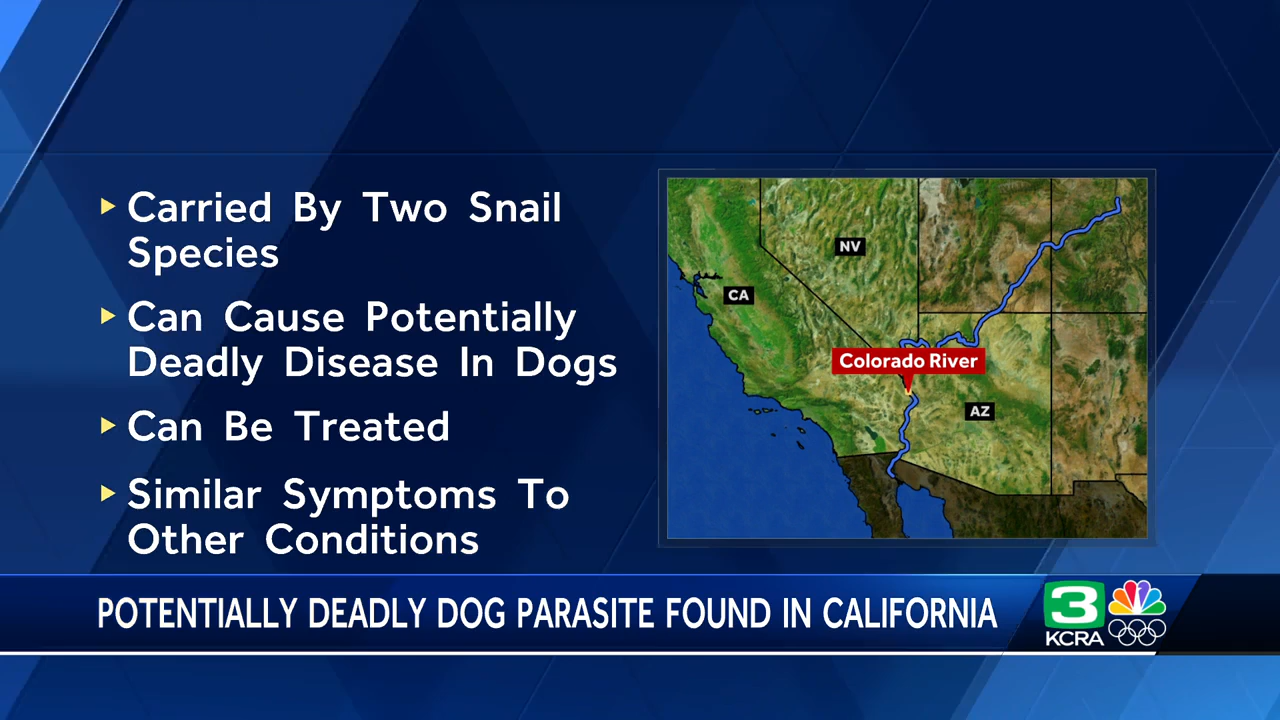 Carried By Two Snail
Species
Can Cause Potentially
Deadly Disease In Dogs
Can Be Treated
Similar Symptoms To
Other Conditions
NV
CA
Colorado River
AZ
POTENTIALLY DEADLY DOG PARASITE FOUND IN CALIFORNIA
3
KCRA